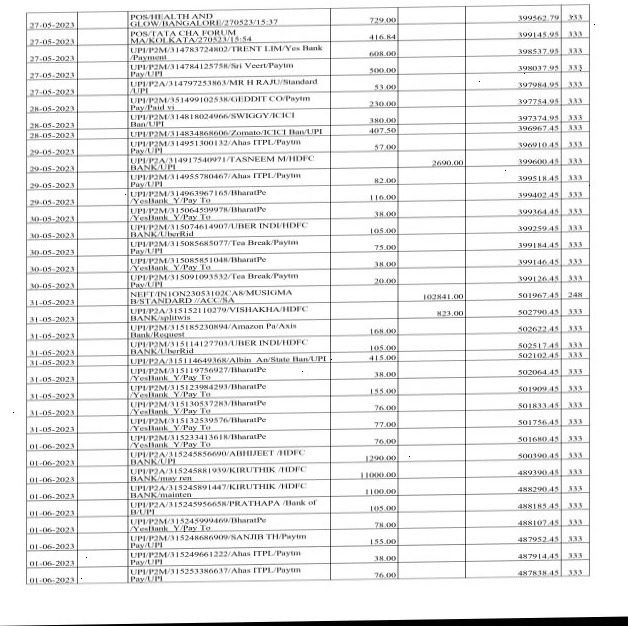 POS/HEALTH AND
27-05-2023 GLOW/BANGALORE/270523/15:37 729.00 399562.79 333
POS/TATA CHA FORUM
27-05-2023 MA/KOLKATA/270523/15:54 416.84 399145.95 333
UPI/P2M/314783724802/TRENT LIM/Yes Bank
27-05-2023 /Payment 608.00 398537.95 333
UPI/P2M/314784125758/Sri Veert/Paytm
27-05-2023 Pay/UPI 500.00 398037.95 333
UPI/P2A/314797253863/MR H RAJU/Standard
27-05-2023 /UPI 53.00 397984.95 333
UPI/P2M/351499102538/GEDDIT CO/Paytm
28-05-2023 Pay/Paid vi 230.00 397754.95 333
UPI/P2M/314818024966/SWIGGY/ICICI
28-05-2023 Ban/UPI 380.00 397374.95 333
28-05-2023 UPI/P2M/314834868606/Zomato/ICICI Ban/UPI 407.50 396967.45 333
UPI/P2M/314951300132/Ahas ITPL/Paytm
29-05-2023 Pay/UPI 57.00 396910.45 333
UPI/P2A/314917540971/TASNEEM M/HDFC
29-05-2023 BANK/UPI 2690.00 399600.45 333
UPI/P2M/314955780467/Ahas ITPL/Paytm
29-05-2023 Pay/UPI 82.00 399518.45 333
UPI/P2M/314963967165/BharatPe
29-05-2023 /YesBank_Y/Pay To 116.00 399402.45 333
UPI/P2M/315064599978/BharatPe
30-05-2023 /YesBank_Y/Pay To 38.00 399364.45 333
UPI/P2M/315074614907/UBER INDI/HDFC
30-05-2023 BANK/UberRid 105.00 399259.45 333
UPI/P2M/315085685077/Tea Break/Paytm
30-05-2023 Pay/UPI 75.00 399184.45 333
UPI/P2M/315085851048/BharatPe
30-05-2023 /YesBank_Y/Pay To 38.00 399146.45 333
UPI/P2M/315091093532/Tea Break/Paytm
30-05-2023 Pay/UPI 20.00 399126.45 333
NEFT/IN1ON23053102CA8/MUSIGMA
31-05-2023 B/STANDARD //ACC/SA 102841.00 501967.45 248
UPI/P2A/315152110279/VISHAKHA/HDFC
31-05-2023 BANK/splitwis 823.00 502790.45 333
UPI/P2M/315185230894/Amazon Pa/Axis
31-05-2023 Bank/Request 168.00 502622.45 333
UPI/P2M/315114127703/UBER INDI/HDFC
31-05-2023 BANK/UberRid 105.00 502517.45 333
31-05-2023 UPI/P2A/315114649368/Albin An/State Ban/UPI 415.00 502102.45 333
UPI/P2M/315119756927/BharatPe
31-05-2023 /YesBank_Y/Pay To 38.00 502064.45 333
UPI/P2M/315123984293/BharatPe
31-05-2023 /YesBank_Y/Pay To 155.00 501909.45 333
UPI/P2M/315130537283/BharatPe
31-05-2023 /YesBank_Y/Pay To 76.00 501833.45 333
UPI/P2M/315132539576/BharatPe
31-05-2023 /YesBank_Y/Pay To 77.00 501756.45 333
UPI/P2M/315233413618/BharatPe
01-06-2023 /YesBank_Y/Pay To 76.00 501680.45 333
UPI/P2A/315245856690/ABHIJEET /HDFC
01-06-2023 BANK/UPI 1290.00 500390.45 333
UPI/P2A/315245881939/KIRUTHIK /HDFC
01-06-2023 BANK/may ren 11000.00 489390.45 333
UPI/P2A/315245891447/KIRUTHIK /HDFC
01-06-2023 BANK/mainten 1100.00 488290.45 333
UPI/P2A/315245956658/PRATHAPA /Bank of
01-06-2023 B/UPI 105.00 488185.45 333
UPI/P2M/315245999469/BharatPe
01-06-2023 /YesBank_Y/Pay To 78.00 488107.45 333
UPI/P2M/315248686909/SANJIB TH/Paytm
01-06-2023 Pay/UPI 155.00 487952.45 333
UPI/P2M/315249661222/Ahas ITPL/Paytm
01-06-2023 Pay/UPI 38.00 487914.45 333
UPI/P2M/315253386637/Ahas ITPL/Paytm
01-06-2023 Pay/UPI 76.00 487838.45 333